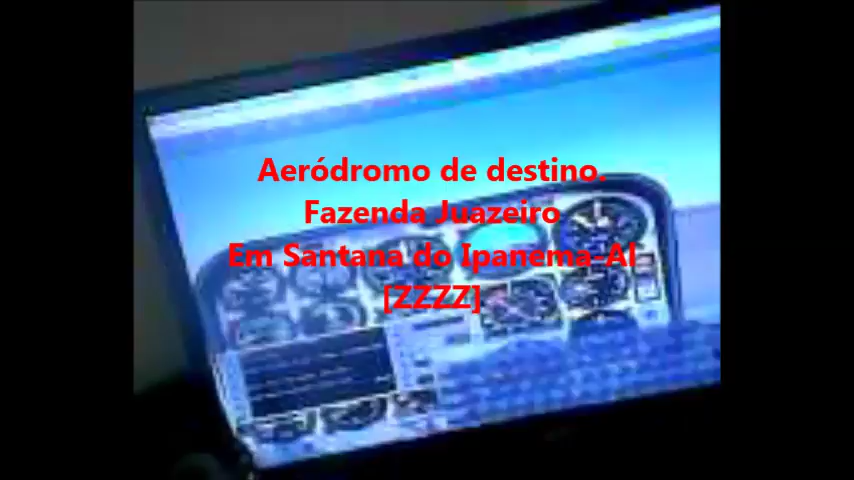 Aeródromo de destino.
Fazenda Juazeiro
Em Santana do Ipanema-Al
[ZZZZ]